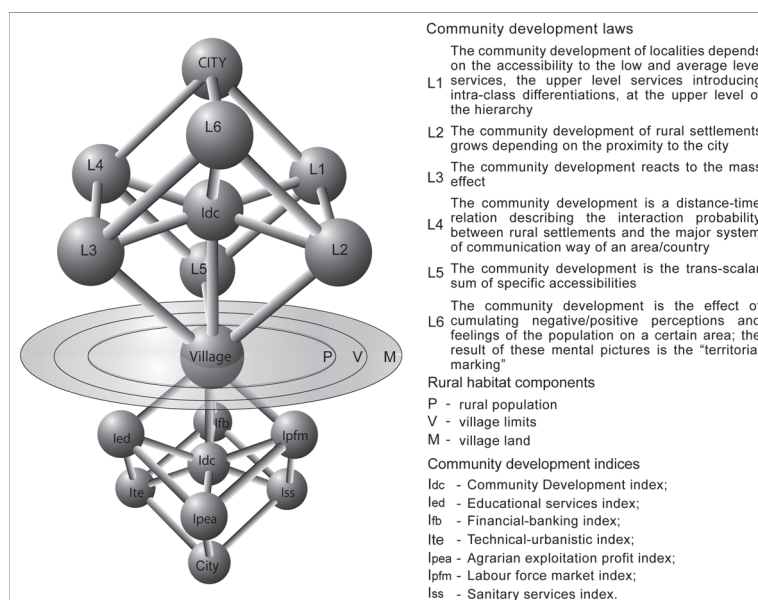 CITY
L6
L4
L1
Idc
L3
L2
L5
Village
P
V
M
Ifb
Ied
Ipfm
Idc
Ite
Iss
Ipea
City
Community development laws
The community development of localities depends
on the accessibility to the low and average level
L1 services, the upper level services introducing
intra-class differentiations, at the upper level o
the hierarchy
L2 The community development of rural settlements
grows depending on the proximity to the city
L3 The community development reacts to the mass
effect
The community development is a distance-time
L4 relation describing the interaction probability
between rural settlements and the major system
of communication way of an area/country
L5 The community development is the trans-scalar
sum of specific accessibilities
The community development is the effect of
L6 cumulating negative/positive perceptions and
feelings of the population on a certain area; the
result of these mental pictures is the “territorial
marking”
Rural habitat components
P - rural population
V - village limits
M - village land
Community development indices
Idc - Community Development index;
Ied - Educational services index;
Ifb - Financial-banking index;
Ite - Technical-urbanistic index;
Ipea - Agrarian exploitation profit index;
Ipfm - Labour force market index;
Iss - Sanitary services index.